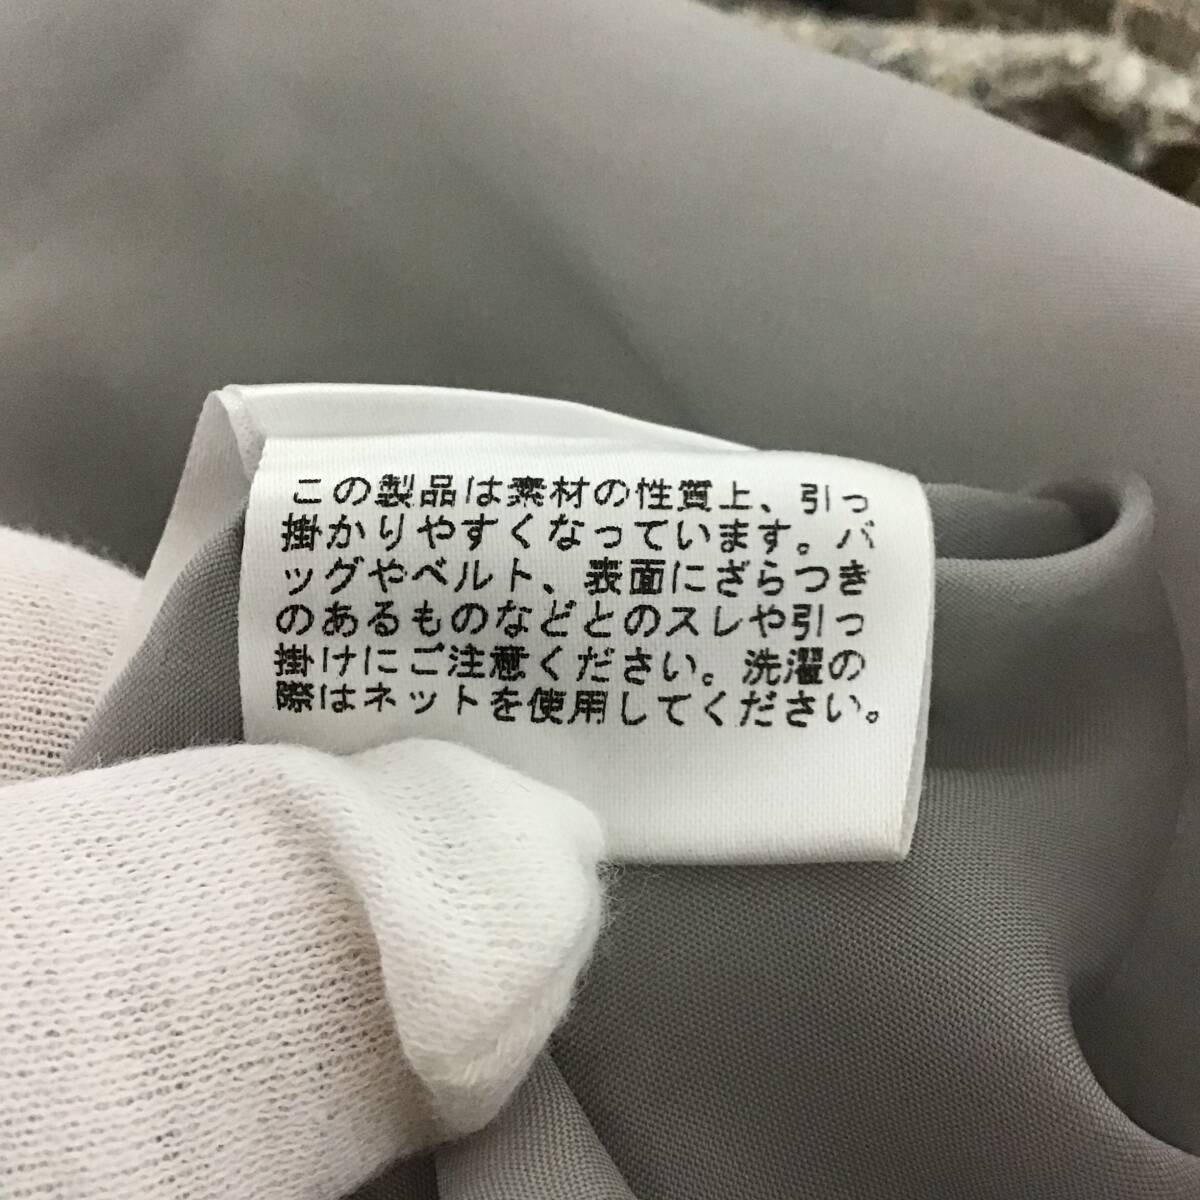 この製品は素材の性質上、引っ
掛かりやすくなっています。バ
ッグやベルト、表面にざらつき
のあるものなどとのスレや引っ
掛けにご注意ください。洗濯の
際はネットを使用してください。